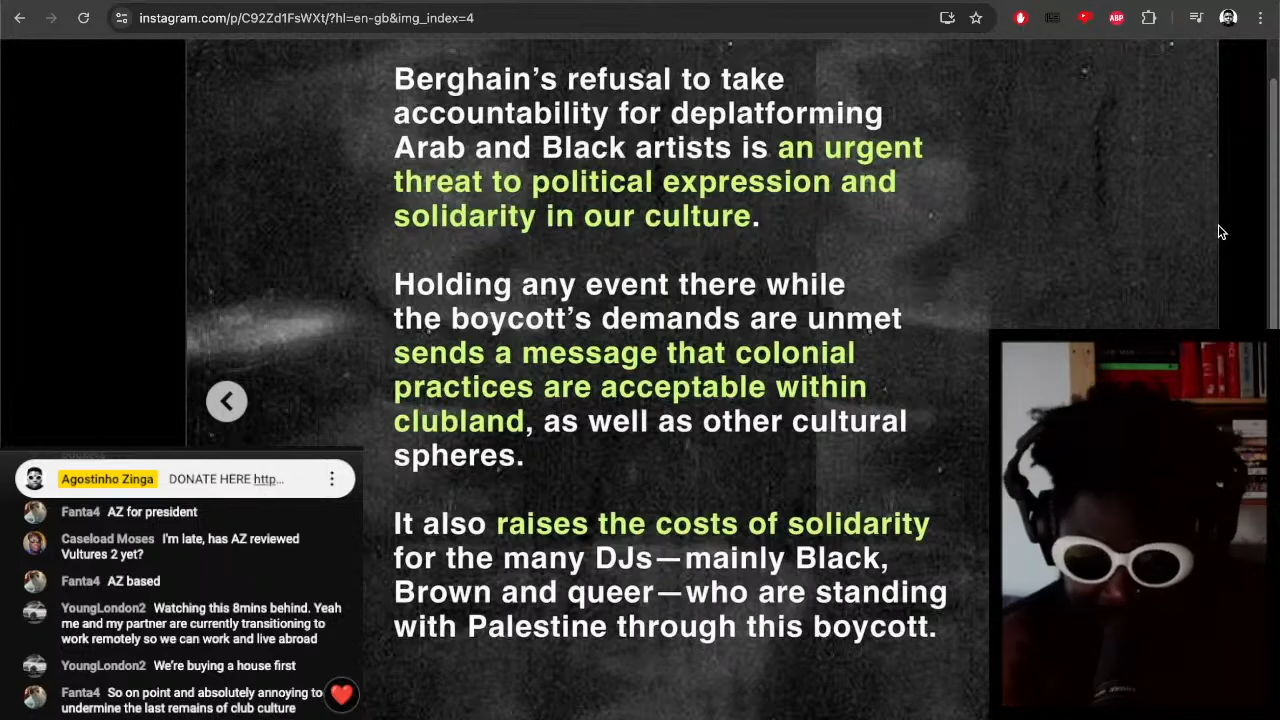 instagram.com/p/C92Zd1FsWXt/?hl=en-gb&img_index=4
ABP
Berghain’s refusal to take
accountability for deplatforming
Arab and Black artists is an urgent
threat to political expression and
solidarity in our culture.
Holding any event there while
the boycott’s demands are unmet
sends a message that colonial
practices are acceptable within
clubland, as well as other cultural
spheres.
It also raises the costs of solidarity
for the many DJs—mainly Black,
Brown and queer—who are standing
with Palestine through this boycott.
Agostinho Zinga DONATE HERE http...
Fanta4 AZ for president
Caseload Moses I'm late, has AZ reviewed
Vultures 2 yet?
Fanta4 AZ based
YoungLondon2 Watching this 8mins behind. Yeah
me and my partner are currently transitioning to
work remotely so we can work and live abroad
YoungLondon2 We're buying a house first
Fanta4 So on point and absolutely annoying to
undermine the last remains of club culture